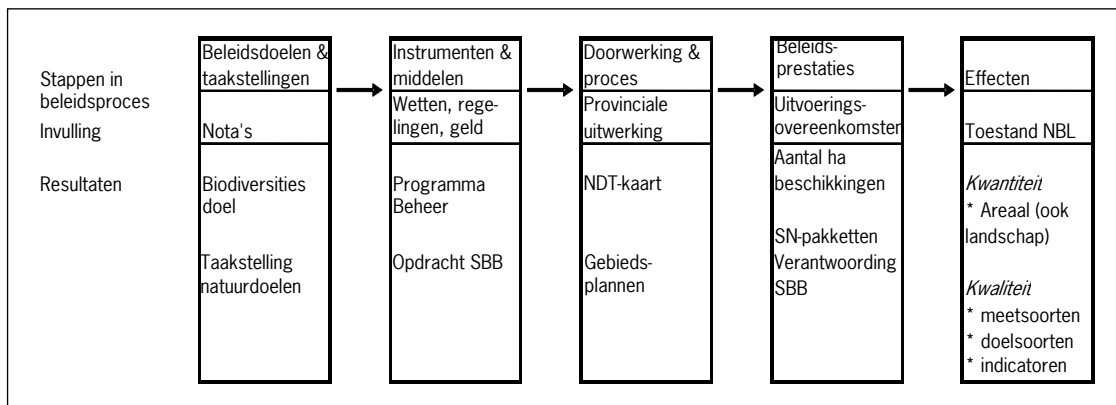 Stappen in
beleidsproces
Invulling
Resultaten
Beleidsdoelen &
taakstellingen
Nota's
Biodiversities
doel
Taakstelling
natuurdoelen
Instrumenten &
middelen
Wetten, rege-
lingen, geld
Programma
Beheer
Opdracht SBB
Doorwerking &
proces
Provinciale
uitwerking
NDT-kaart
Gebieds-
plannen
Beleids-
prestaties
Uitvoerings-
overeenkomsten
Aantal ha
beschikkingen
SN-pakketten
Verantwoording
SBB
Effecten
Toestand NBL
Kwantiteit
* Areaal (ook
landschap)
Kwaliteit
* meetsoorten
* doelsoorten
* indicatoren